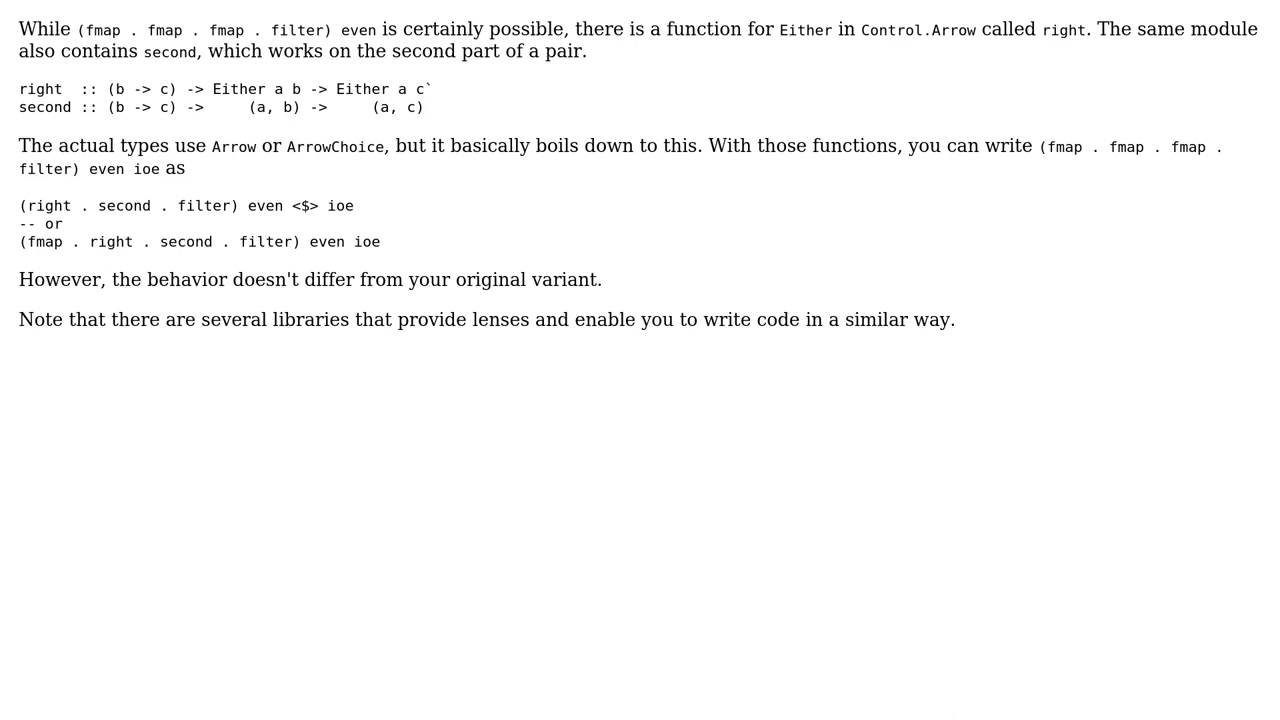 While (fmap . fmap . fmap . filter) even is certainly possible, there is a function for Either in Control.Arrow called right. The same module
also contains second, which works on the second part of a pair.
right  :: (b -> c) -> Either a b -> Either a c`
second :: (b -> c) ->     (a, b) ->     (a, c)
The actual types use Arrow or ArrowChoice, but it basically boils down to this. With those functions, you can write (fmap . fmap . fmap .
filter) even ioe as
(right . second . filter) even <$> ioe
-- or
(fmap . right . second . filter) even ioe
However, the behavior doesn't differ from your original variant.
Note that there are several libraries that provide lenses and enable you to write code in a similar way.